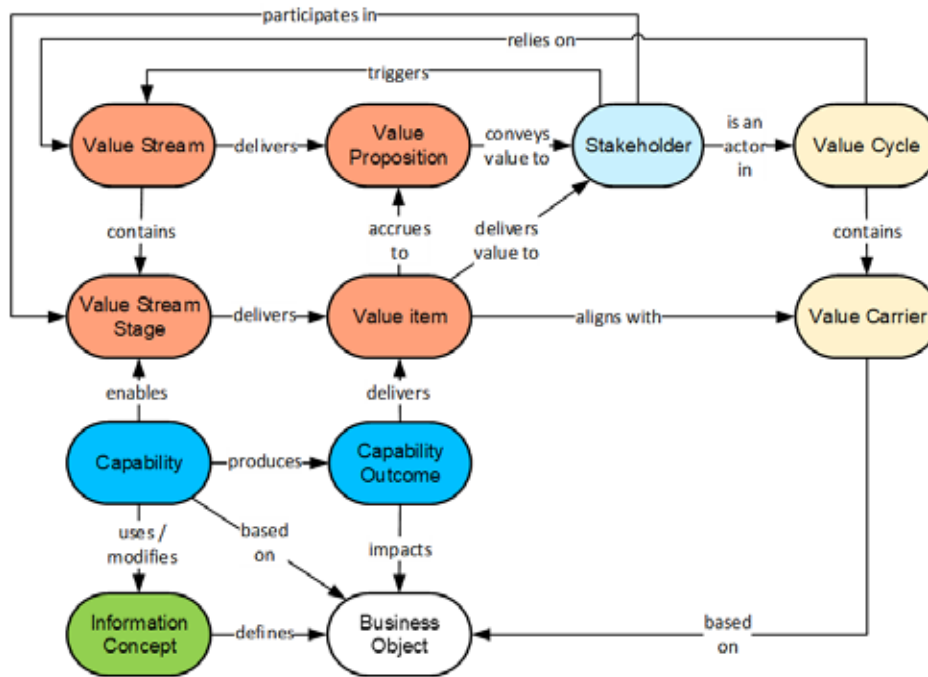 participates in
relies on
triggers
Value Stream
delivers
Value
Proposition
conveys
value to
Stakeholder
is an
actor
in
Value Cycle
contains
accrues
to
delivers
value to
contains
Value Stream
Stage
delivers
Value item
aligns with
Value Carrier
enables
delivers
Capability
produces
Capability
Outcome
uses /
modifies
based
on
impacts
Information
Concept
defines
Business
Object
based
on